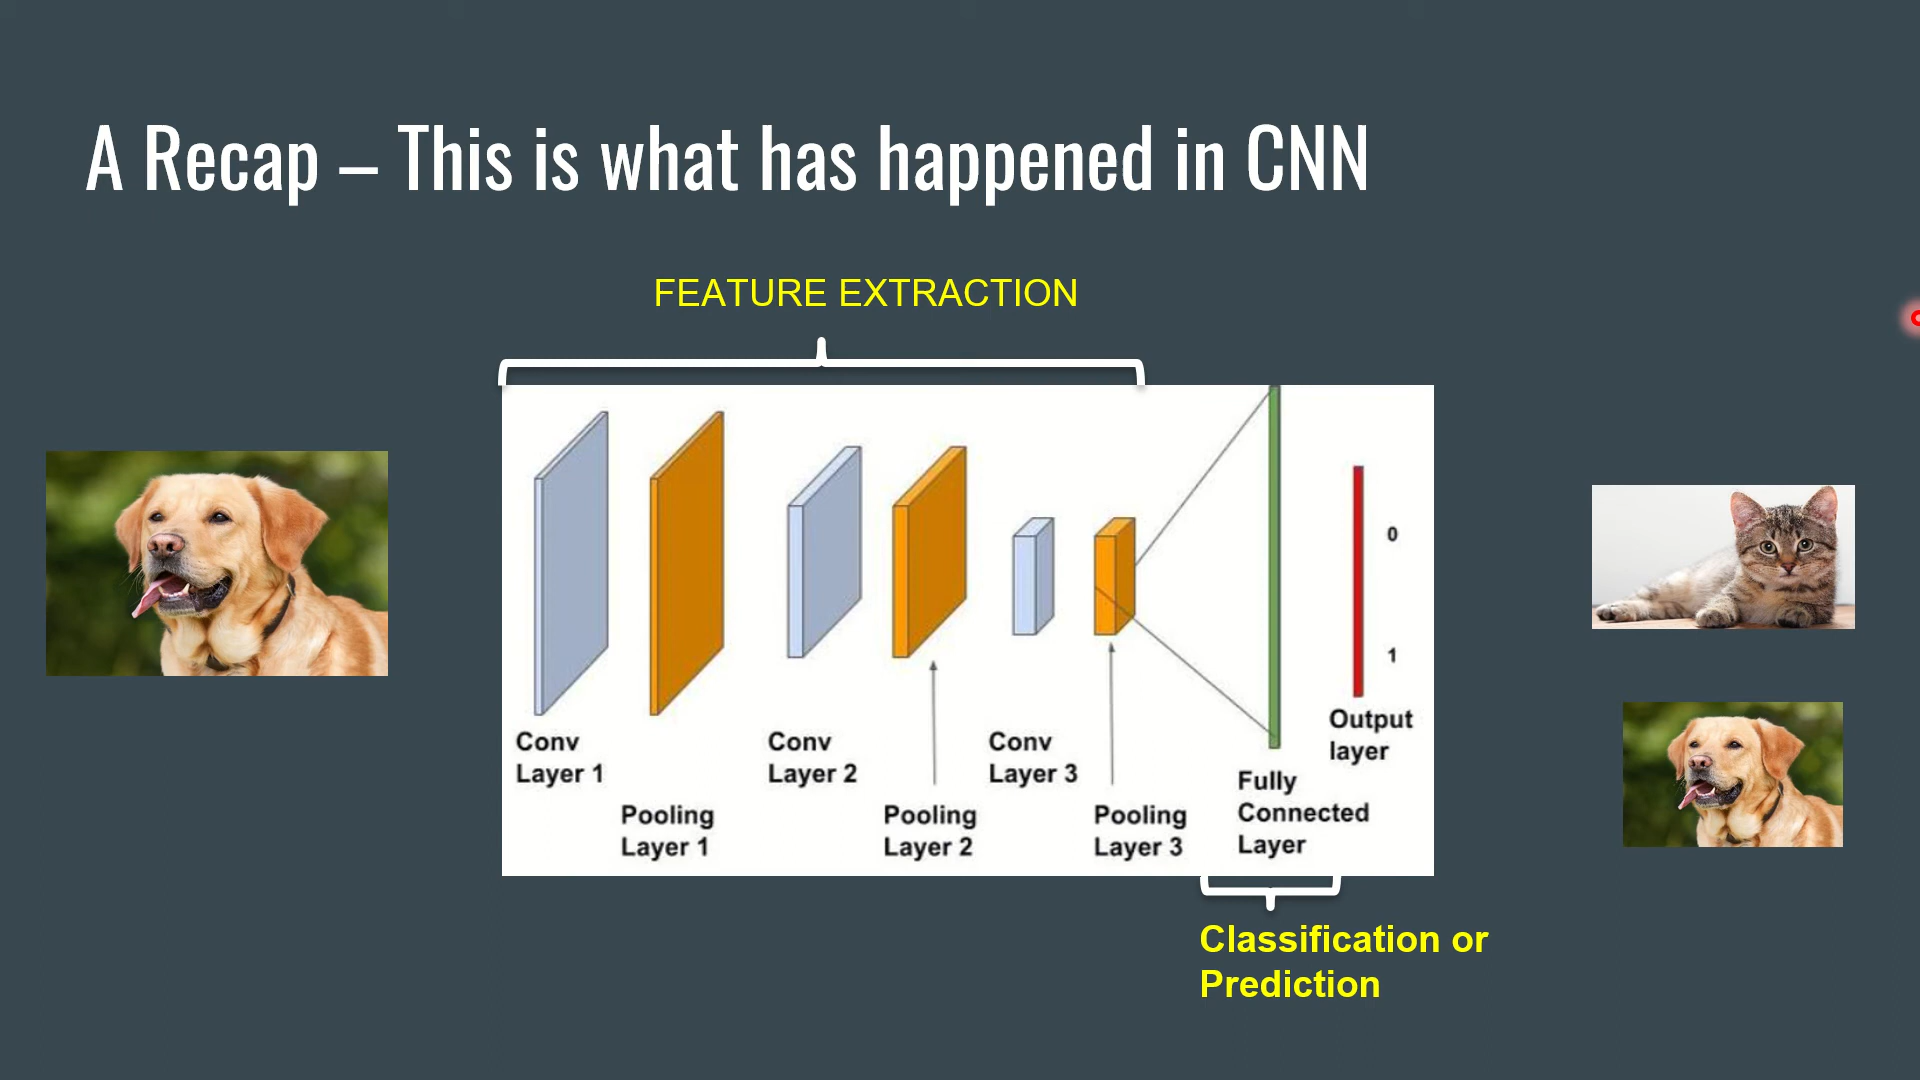 A Recap – This is what has happened in CNN
FEATURE EXTRACTION
0
1
Conv
Layer 1
Pooling
Layer 1
Conv
Layer 2
Pooling
Layer 2
Conv
Layer 3
Pooling
Layer 3
Fully
Connected
Layer
Output
layer
Classification or
Prediction